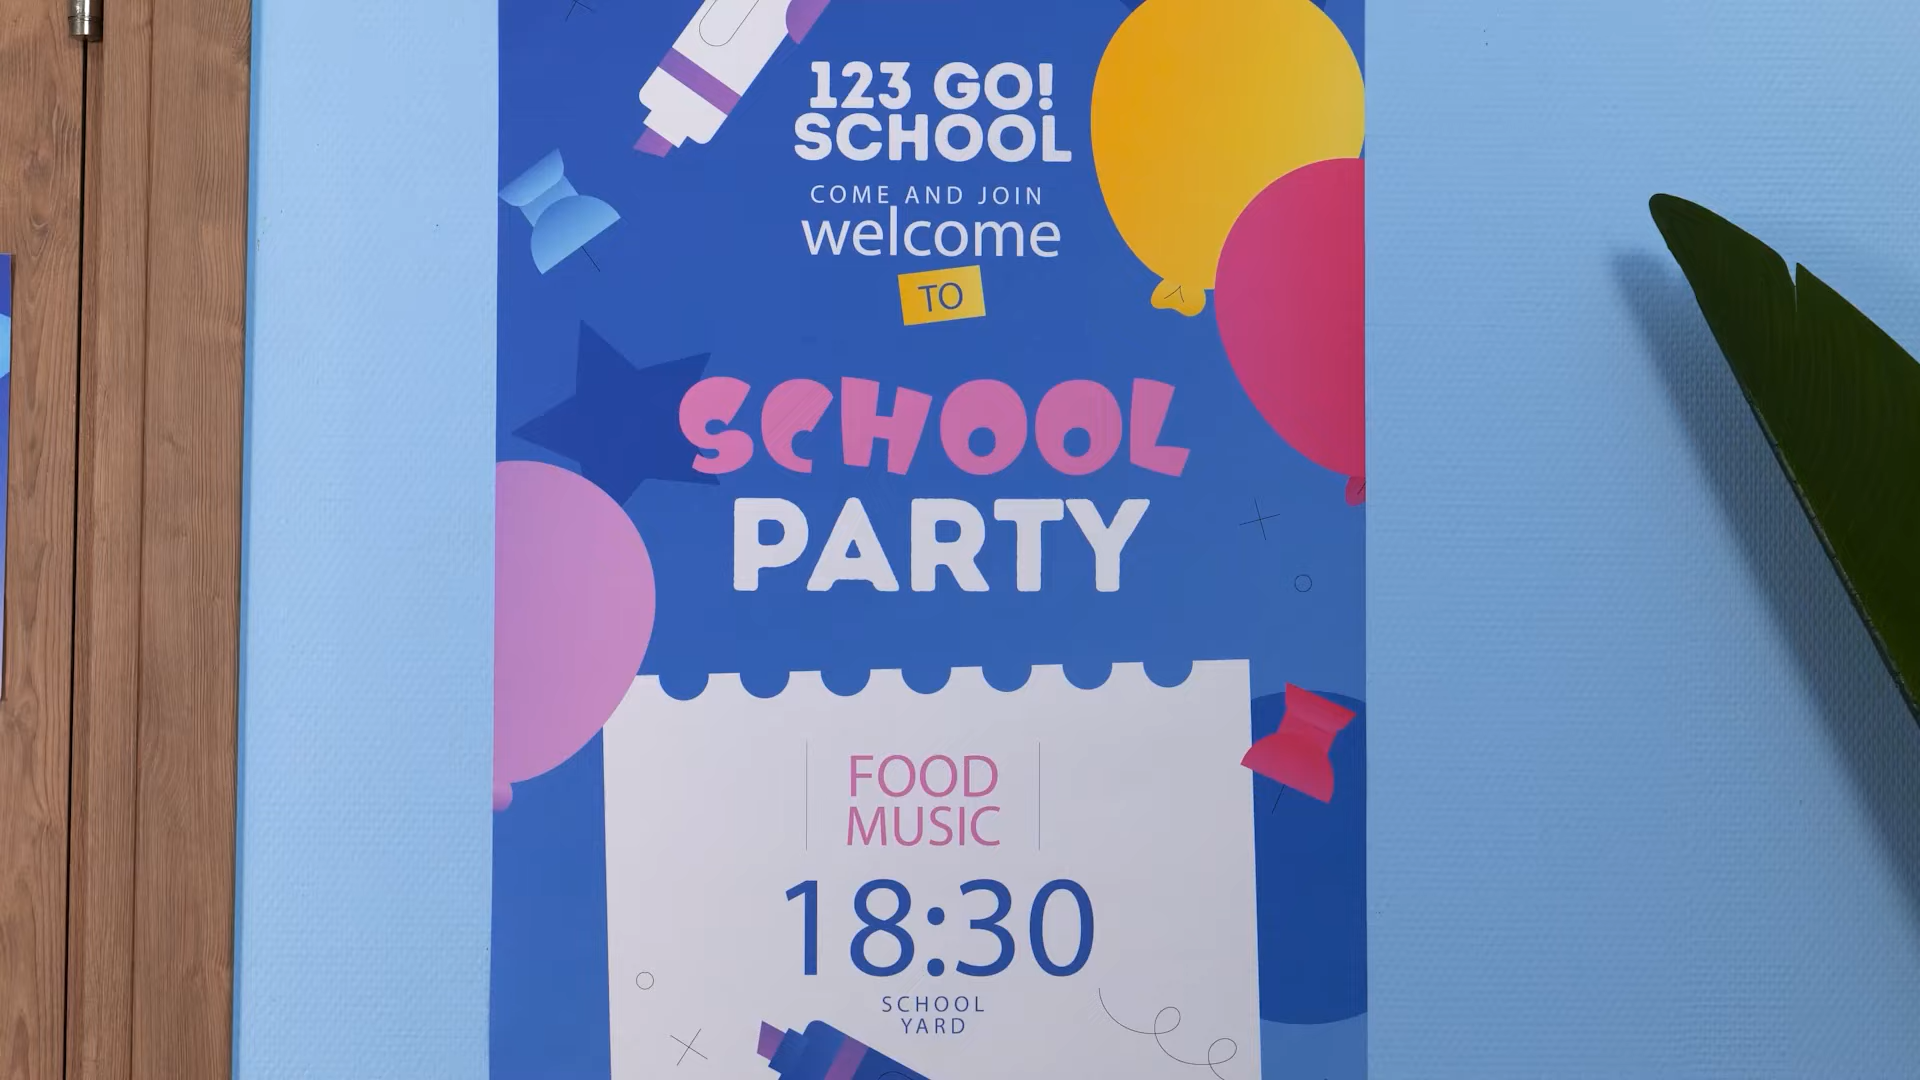 123 GO!
SCHOOL
COME AND JOIN
welcome
TO
SCHOOL
PARTY
FOOD
MUSIC
18:30
SCHOOL
YARD